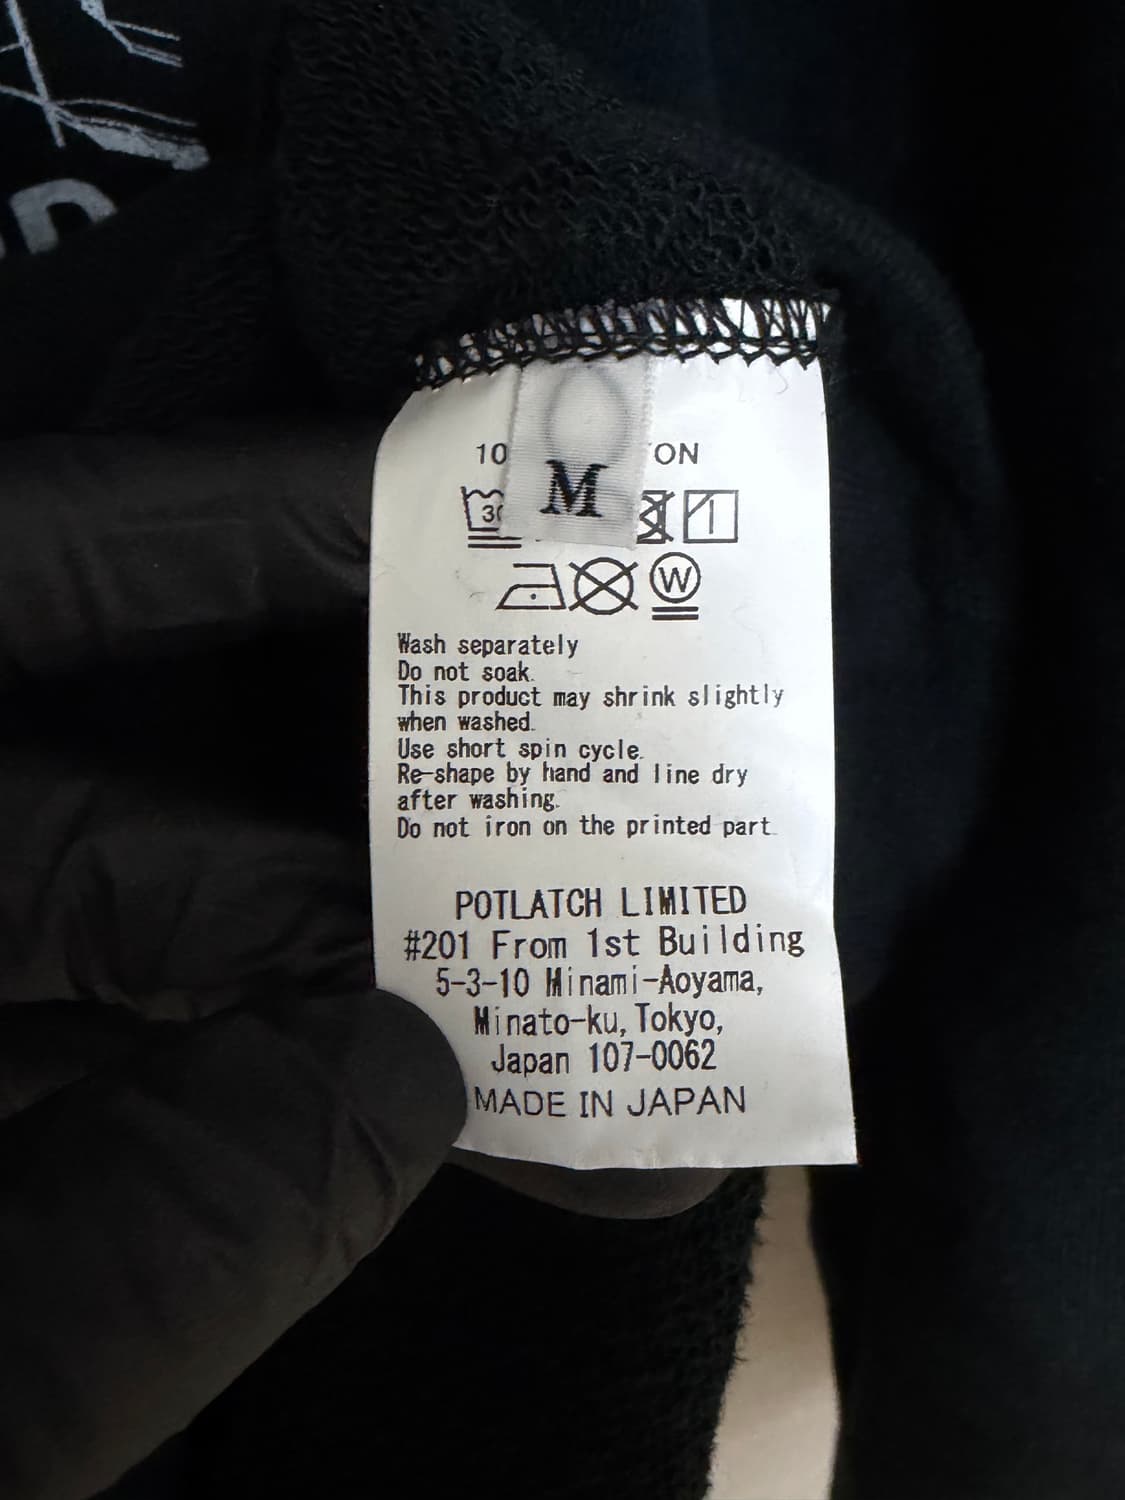 M
30
W
Wash separately
Do not soak.
This product may shrink slightly
when washed.
Use short spin cycle.
Re-shape by hand and line dry
after washing.
Do not iron on the printed part.
POTLATCH LIMITED
#201 From 1st Building
5-3-10 Minami-Aoyama,
Minato-ku, Tokyo,
Japan 107-0062
MADE IN JAPAN